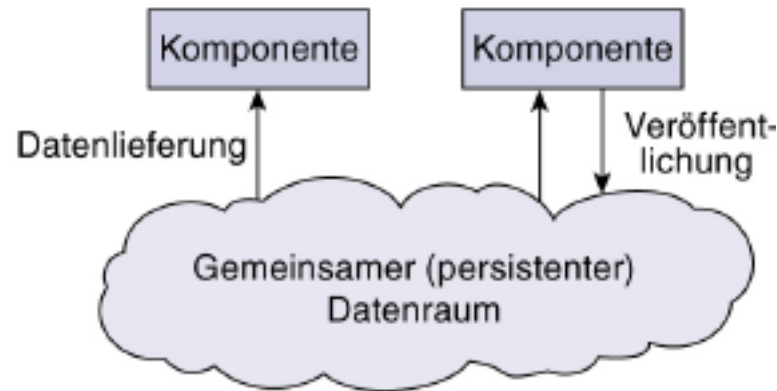 Komponente
Komponente
Datenlieferung
Veröffent-
lichung
Gemeinsamer (persistenter)
Datenraum